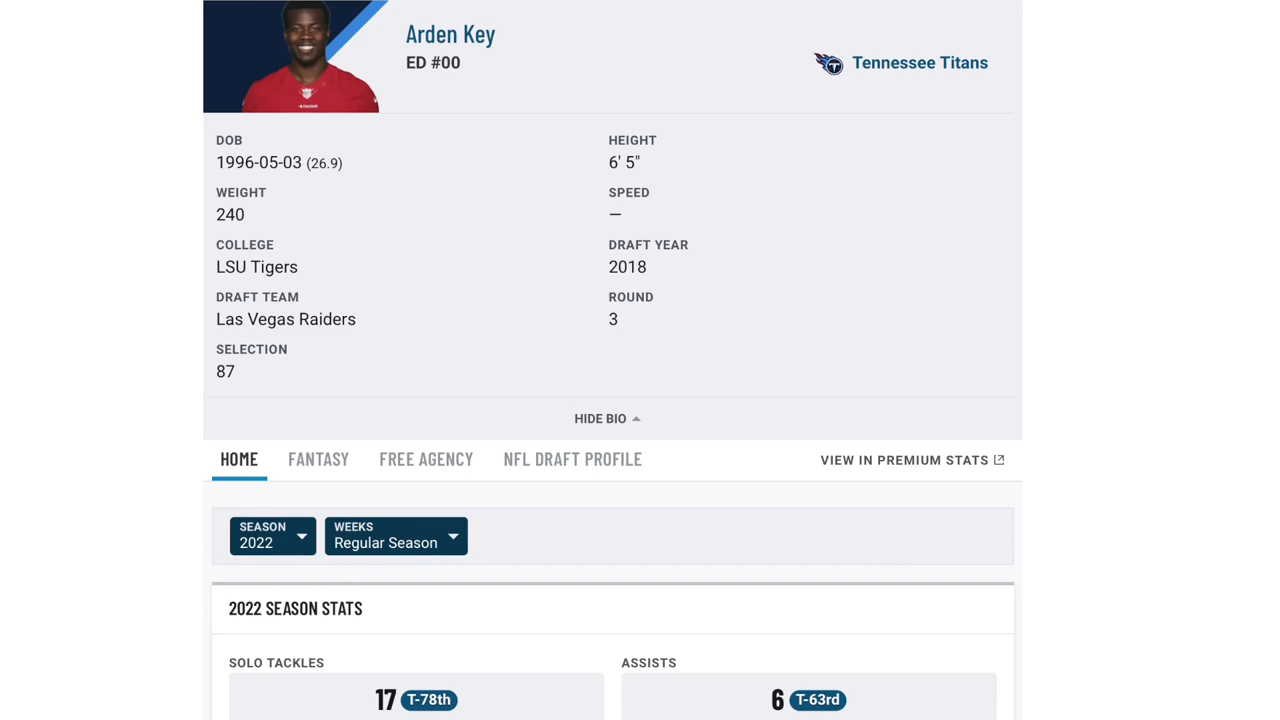 Arden Key
ED #00
Tennessee Titans
DOB
1996-05-03 (26.9)
HEIGHT
6' 5"
WEIGHT
240
SPEED
—
COLLEGE
LSU Tigers
DRAFT YEAR
2018
DRAFT TEAM
Las Vegas Raiders
ROUND
3
SELECTION
87
HIDE BIO
HOME FANTASY FREE AGENCY NFL DRAFT PROFILE VIEW IN PREMIUM STATS
SEASON
2022
WEEKS
Regular Season
2022 SEASON STATS
SOLO TACKLES
17 T-78th
ASSISTS
6 T-63rd